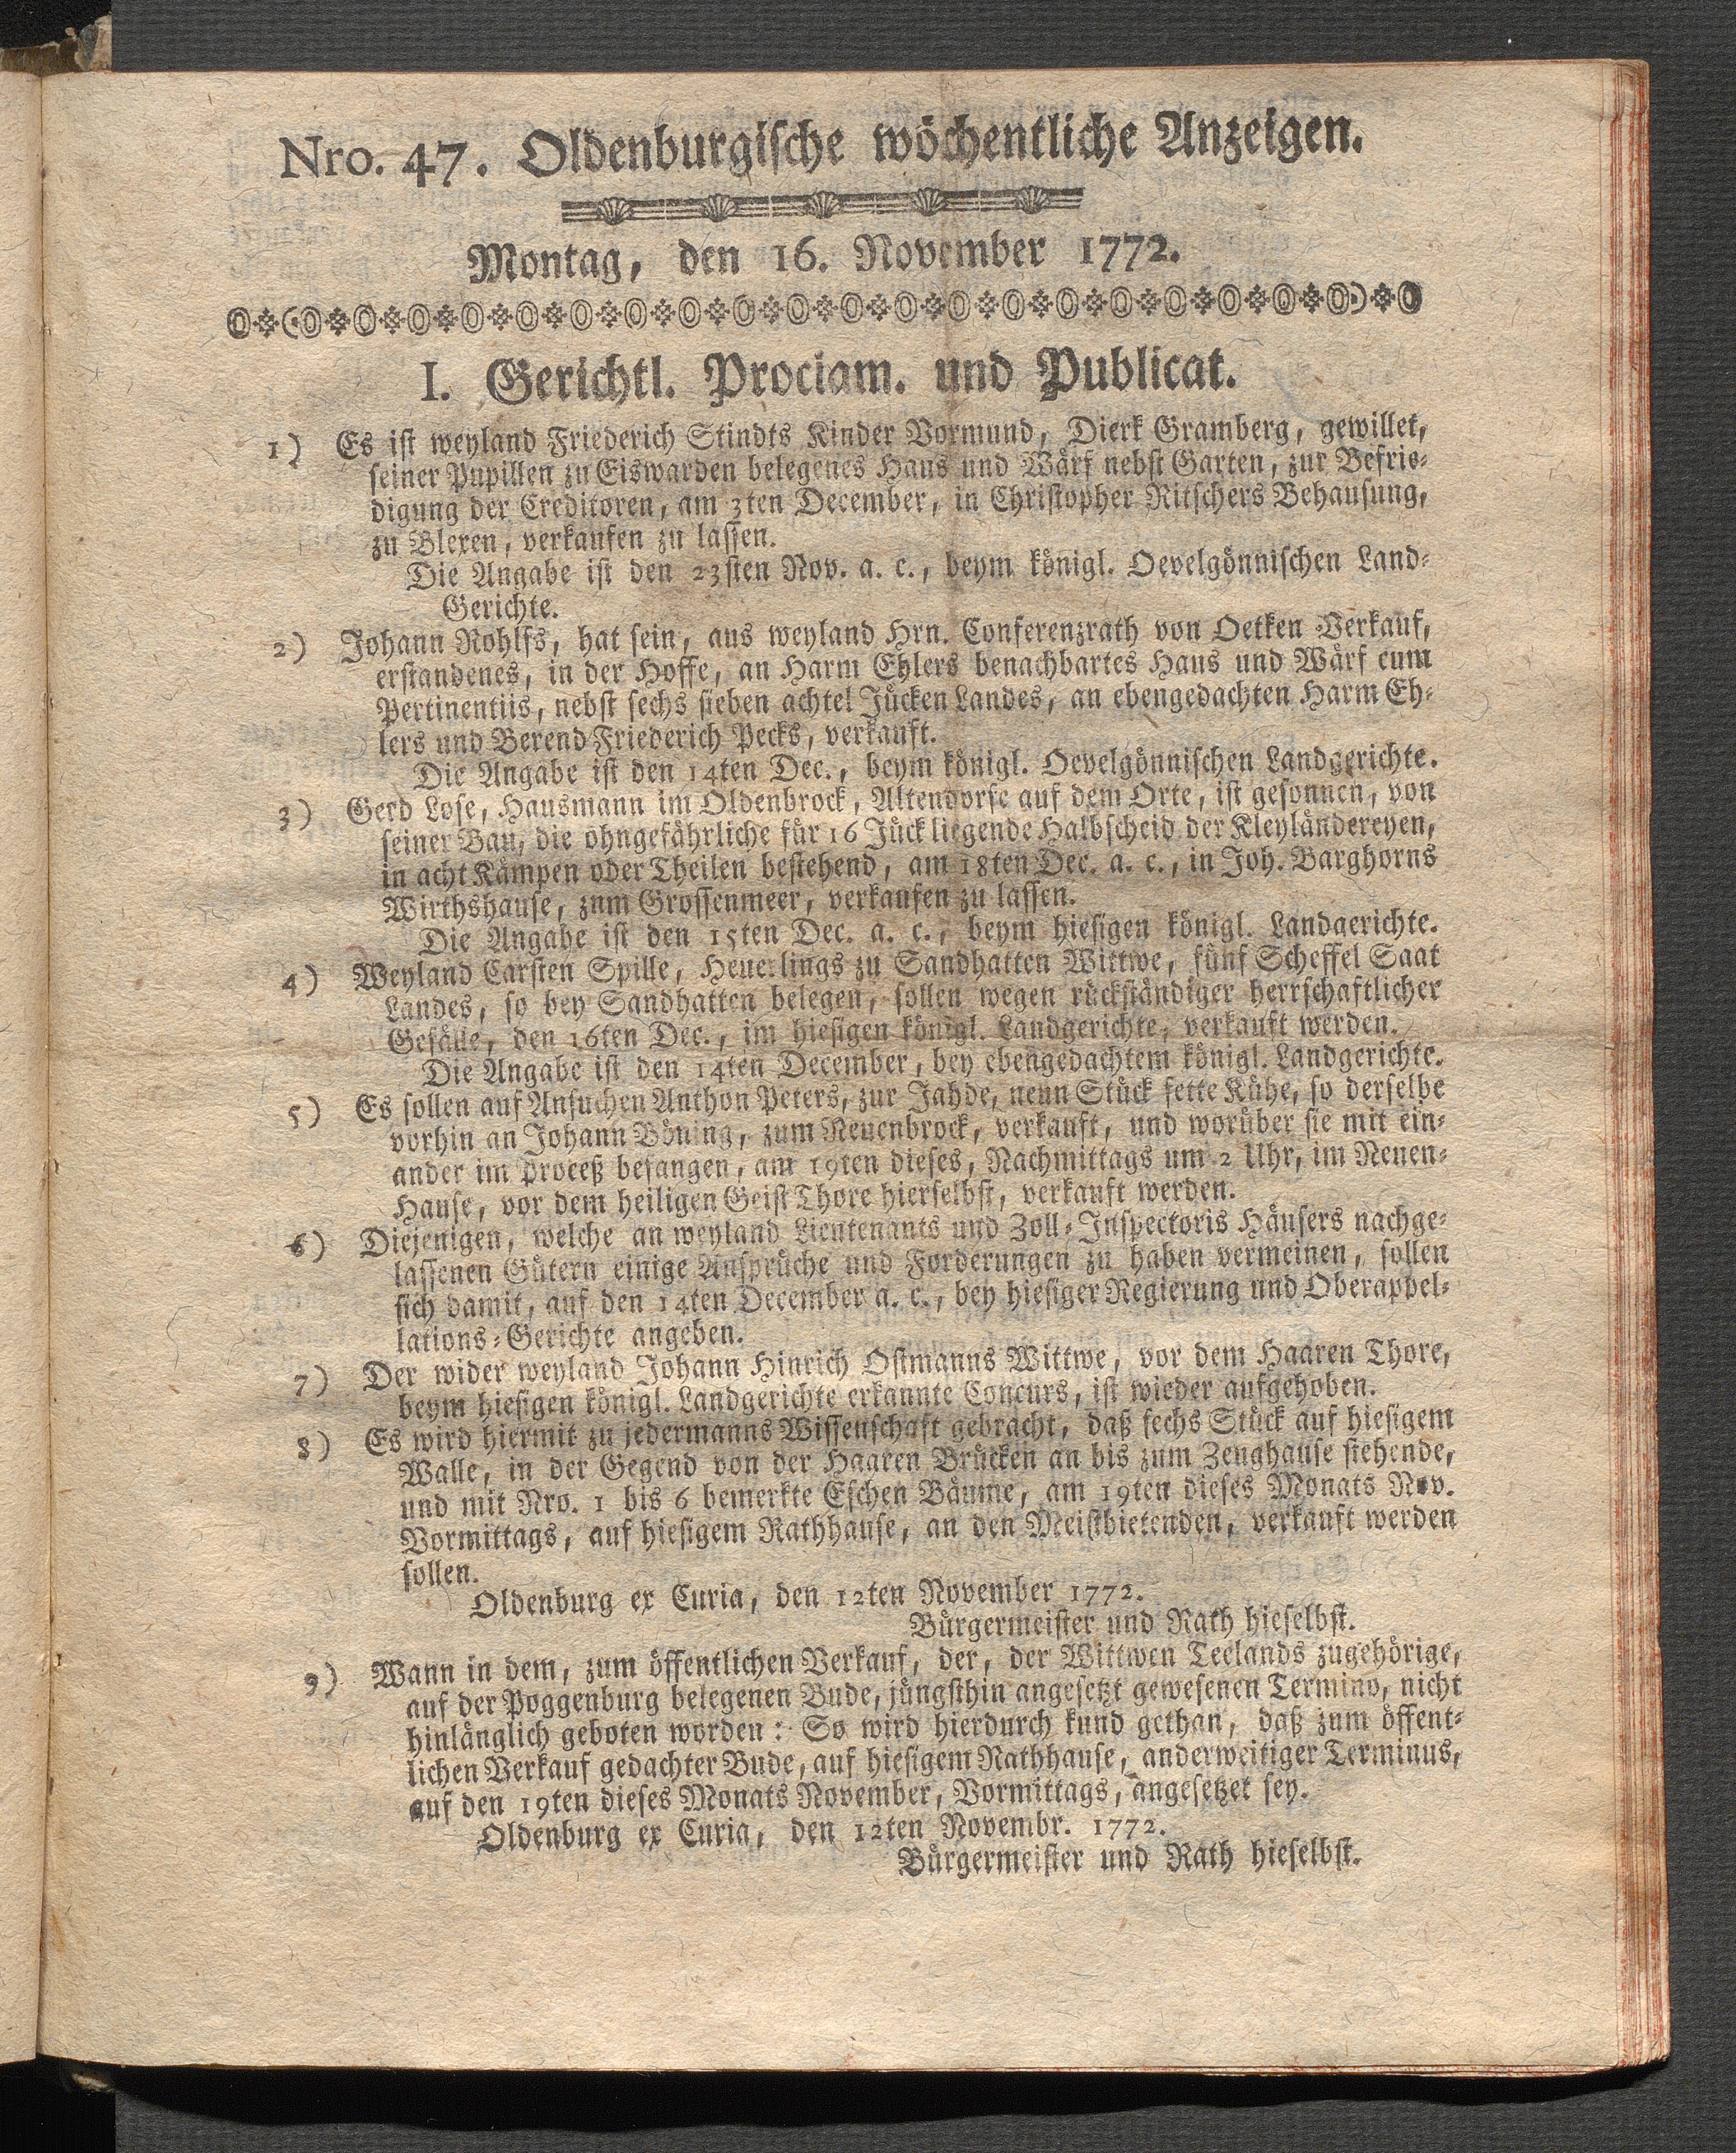 Nro. 47. Oldenburgische wöchentliche Anzeigen.
Montag, den 16. November 1772.
I. Gerichtl. Prociam. und Publicat.
1) Es ist weyland Friederich Stindts Kinder Vormund, Dierk Gramberg, gewillet,
seiner Pupillen zu Eiswarden belegenes Haus und Wärf nebst Garten, zur Befrie-
digung der Creditoren, am 3ten December, in Christopher Ritschers Behausung,
zu Blexen, verkaufen zu lassen.
Die Angabe ist den 23sten Nov. a. c., beym königl. Oevelgönnischen Land-
Gerichte.
2) Johann Rohlfs, hat sein, aus weyland Hrn. Conferenzrath von Oetken Verkauf,
erstandenes, in der Hoffe, an Harm Ehlers benachbartes Haus und Wärf cum
Pertinentiis, nebst sechs sieben achtel Jücken Landes, an ebengedachten Harm Eh-
lers und Berend Friederich Pecks, verkauft.
Die Angabe ist den 14ten Dec., beym königl. Oevelgönnischen Landgerichte.
3) Gerd Lose, Hausmann im Oldenbrock, Altendorfe auf dem Orte, ist gesonnen, von
seiner Bau, die ohngefährliche für 16 Jück liegende Halbscheid der Kleyländereyen,
in acht Kämpen oder Theilen bestehend, am 18ten Dec. a. c., in Joh. Barghorns
Wirthshause, zum Grossenmeer, verkaufen zu lassen.
Die Angabe ist den 15ten Dec. a. c., beym hiesigen königl. Landgerichte.
4) Weyland Carsten Spille, Heuerlings zu Sandhatten Wittwe, fünf Scheffel Saat
Landes, so bey Sandhatten belegen, sollen wegen rückständiger herrschaftlicher
Gefälle, den 16ten Dec., im hiesigen königl. Landgerichte, verkauft werden.
Die Angabe ist den 14ten December, bey ebengedachtem königl. Landgerichte.
5) Es sollen auf Ansuchen Anthon Peters, zur Jahde, neun Stück fette Kühe, so derselbe
vorhin an Johann Böning, zum Neuenbrock, verkauft, und worüber sie mit ein-
ander im Proceß befangen, am 19ten dieses, Nachmittags um 2 Uhr, im Neuen-
Hause, vor dem heiligen Geist Thore hierselbst, verkauft werden.
6) Diejenigen, welche an weyland Lieutenants und Zoll-Inspectoris Häusers nachge-
lassenen Gütern einige Ansprüche und Forderungen zu haben vermeinen, sollen
sich damit, auf den 14ten December a. c., bey hiesiger Regierung und Oberappel-
lations-Gerichte angeben.
7) Der wider weyland Johann Hinrich Ostmanns Wittwe, vor dem Haaren Thore,
beym hiesigen königl. Landgerichte erkannte Concurs, ist wieder aufgehoben.
8) Es wird hiermit zu jedermanns Wissenschaft gebracht, daß sechs Stück auf hiesigem
Walle, in der Gegend von der Haaren Brücken an bis zum Zeughause stehende,
und mit Nro. 1 bis 6 bemerkte Eschen Bäume, am 19ten dieses Monats Nov.
Vormittags, auf hiesigem Rathhause, an den Meistbietenden, verkauft werden
sollen.
Oldenburg ex Curia, den 12ten November 1772.
Bürgermeister und Rath hieselbst.
9) Wann in dem, zum öffentlichen Verkauf, der, der Wittwen Teelands zugehörige,
auf der Poggenburg belegenen Bude, jüngsthin angesetzt gewesenen Termino, nicht
hinlänglich geboten worden: So wird hierdurch kund gethan, daß zum öffent-
lichen Verkauf gedachter Bude, auf hiesigem Rathhause, anderweitiger Terminus,
auf den 19ten dieses Monats November, Vormittags, angesetzet sey.
Oldenburg ex Curia, den 12ten Novembr. 1772.
Bürgermeister und Rath hieselbst.